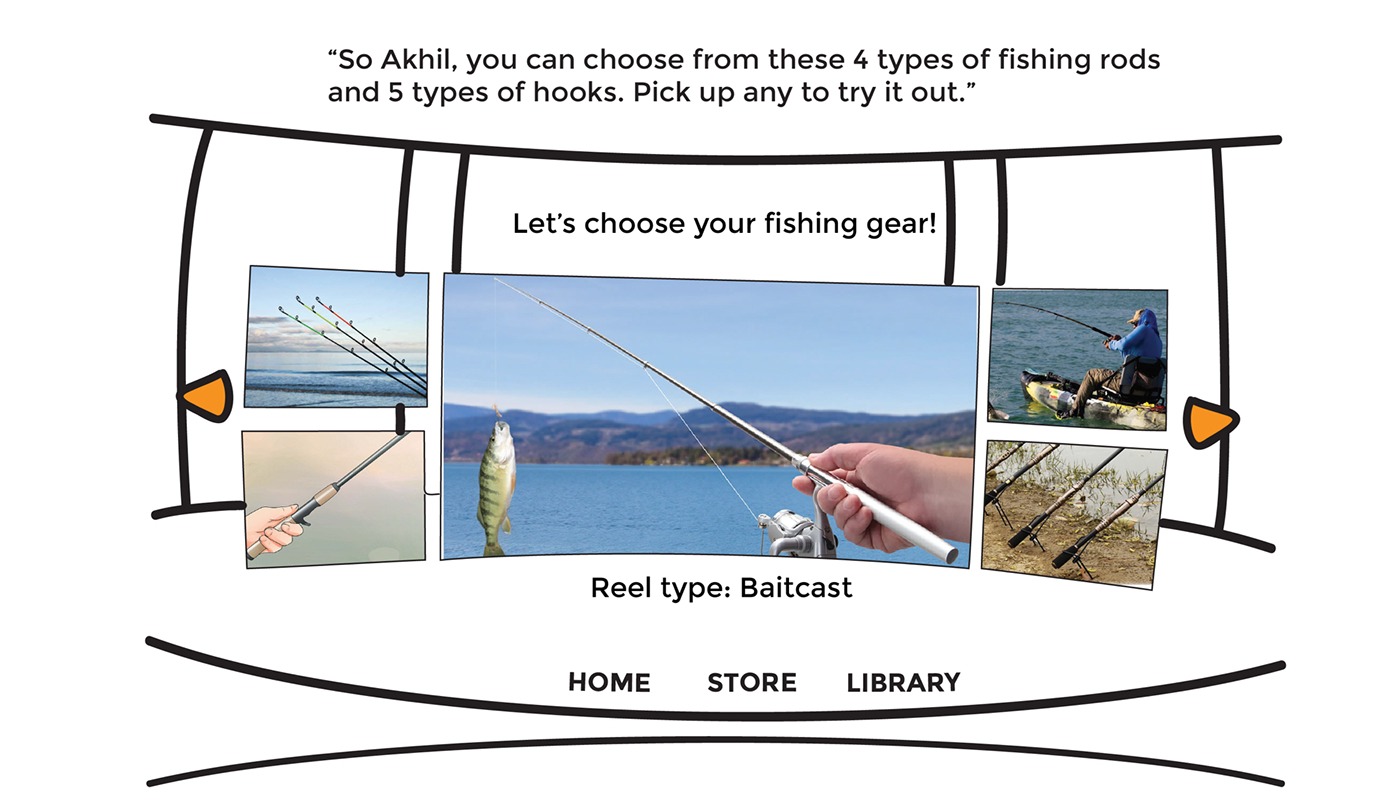 “So Akhil, you can choose from these 4 types of fishing rods
and 5 types of hooks. Pick up any to try it out.”
Let’s choose your fishing gear!
Reel type: Baitcast
HOME STORE LIBRARY